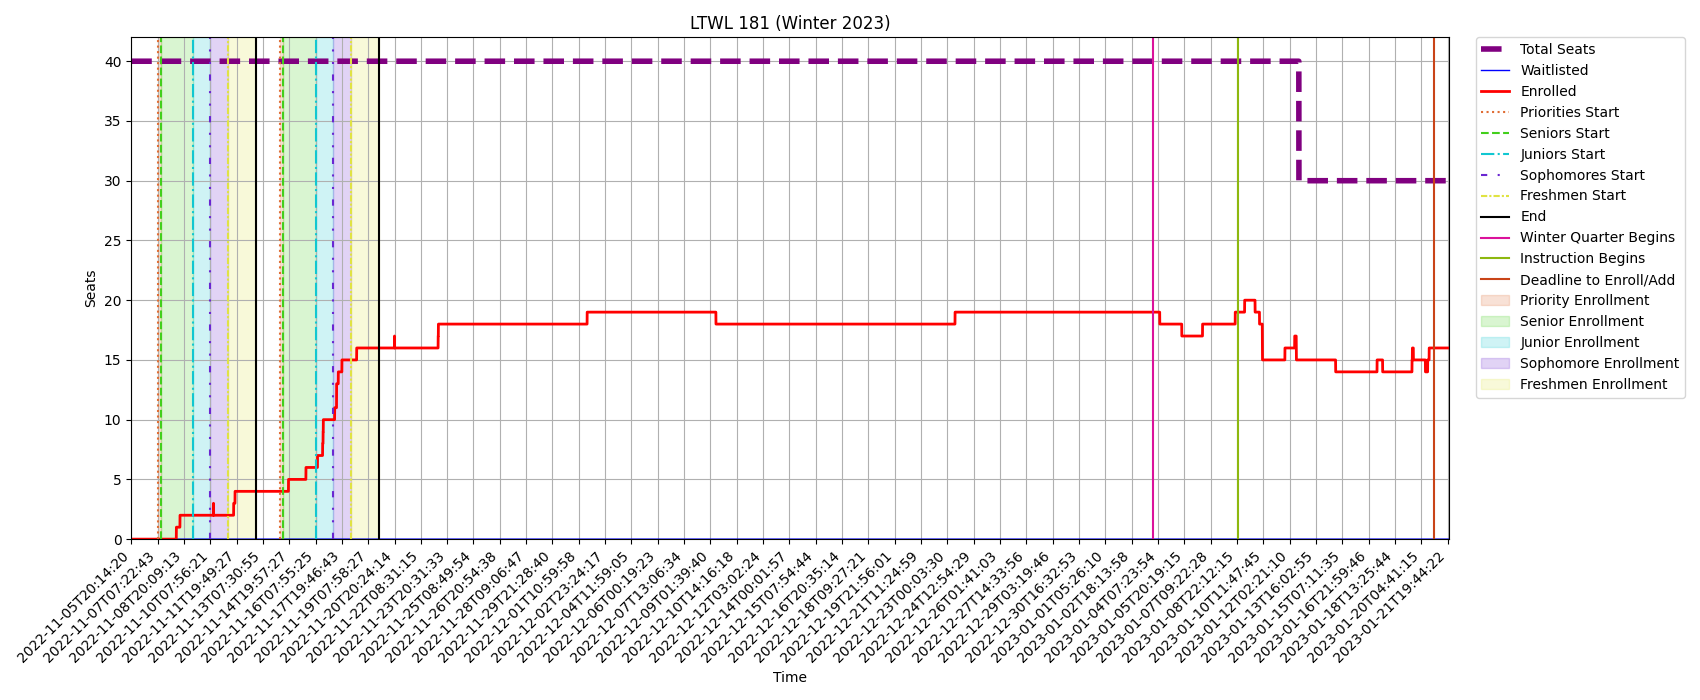 LTWL 181 (Winter 2023)
40
35
30
25
20
15
10
5
0
Seats
2022-11-05T20:14:20
2022-11-07T07:22:43
2022-11-08T20:09:13
2022-11-10T07:56:21
2022-11-11T19:49:27
2022-11-13T07:30:55
2022-11-14T19:57:27
2022-11-16T07:55:25
2022-11-17T19:46:43
2022-11-19T07:58:27
2022-11-20T20:24:14
2022-11-22T08:31:15
2022-11-23T20:31:33
2022-11-25T08:49:54
2022-11-26T20:54:38
2022-11-28T09:06:47
2022-11-29T21:28:40
2022-12-01T10:59:58
2022-12-02T23:24:17
2022-12-04T11:59:05
2022-12-06T00:19:23
2022-12-07T13:06:34
2022-12-09T01:39:40
2022-12-10T14:16:18
2022-12-12T03:02:24
2022-12-14T00:01:57
2022-12-15T07:54:44
2022-12-16T20:35:14
2022-12-18T09:27:21
2022-12-19T21:56:01
2022-12-21T11:24:59
2022-12-23T00:03:30
2022-12-24T12:54:29
2022-12-26T01:41:03
2022-12-27T14:33:56
2022-12-29T03:19:46
2022-12-30T16:32:53
2023-01-01T05:26:10
2023-01-02T18:13:58
2023-01-04T07:23:54
2023-01-05T20:19:15
2023-01-07T09:22:28
2023-01-08T22:12:15
2023-01-10T11:47:45
2023-01-12T02:21:10
2023-01-13T16:02:55
2023-01-15T07:11:35
2023-01-16T21:59:46
2023-01-18T13:25:44
2023-01-20T04:41:15
2023-01-21T19:44:22
Time
Total Seats
Waitlisted
Enrolled
Priorities Start
Seniors Start
Juniors Start
Sophomores Start
Freshmen Start
End
Winter Quarter Begins
Instruction Begins
Deadline to Enroll/Add
Priority Enrollment
Senior Enrollment
Junior Enrollment
Sophomore Enrollment
Freshmen Enrollment